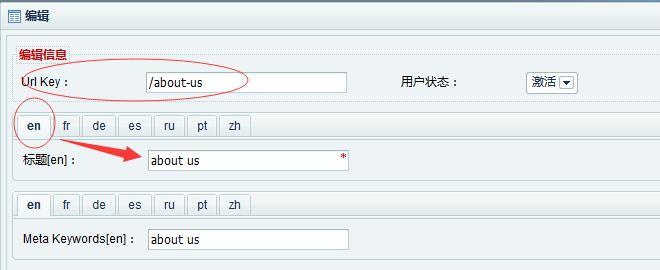 编辑
编辑信息
Url Key： /about-us 用户状态： 激活
en fr de es ru pt zh
标题[en]： about us *
en fr de es ru pt zh
Meta Keywords[en]： about us